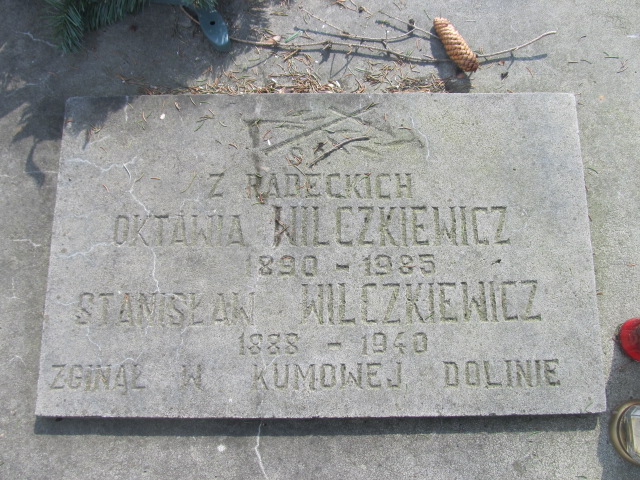 Z RADECKICH
OKTAWIA WILCZKIEWICZ
1890 - 1985
STANISŁAW WILCZKIEWICZ
1888 - 1940
ZGINĄŁ W KUMOWEJ DOLINIE